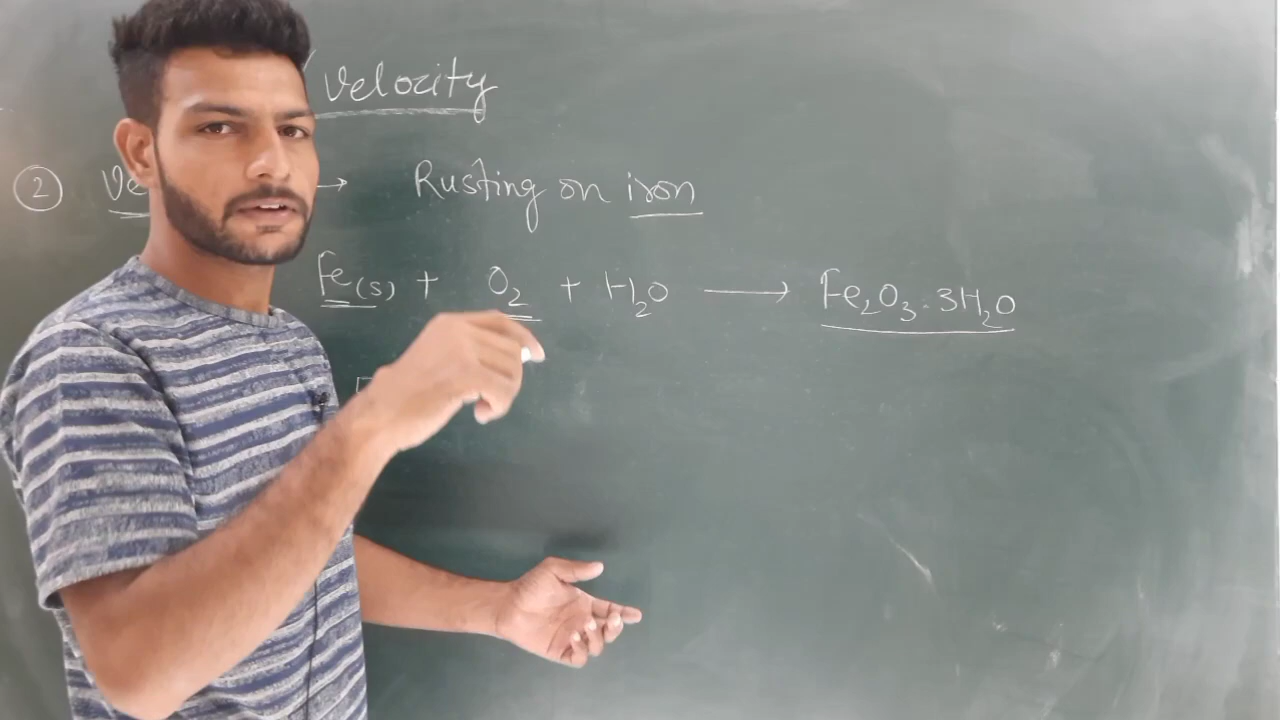 Velocity
② Ve → Rusting on iron
Fe(s) + O₂ + H₂O ⟶ Fe₂O₃.3H₂O